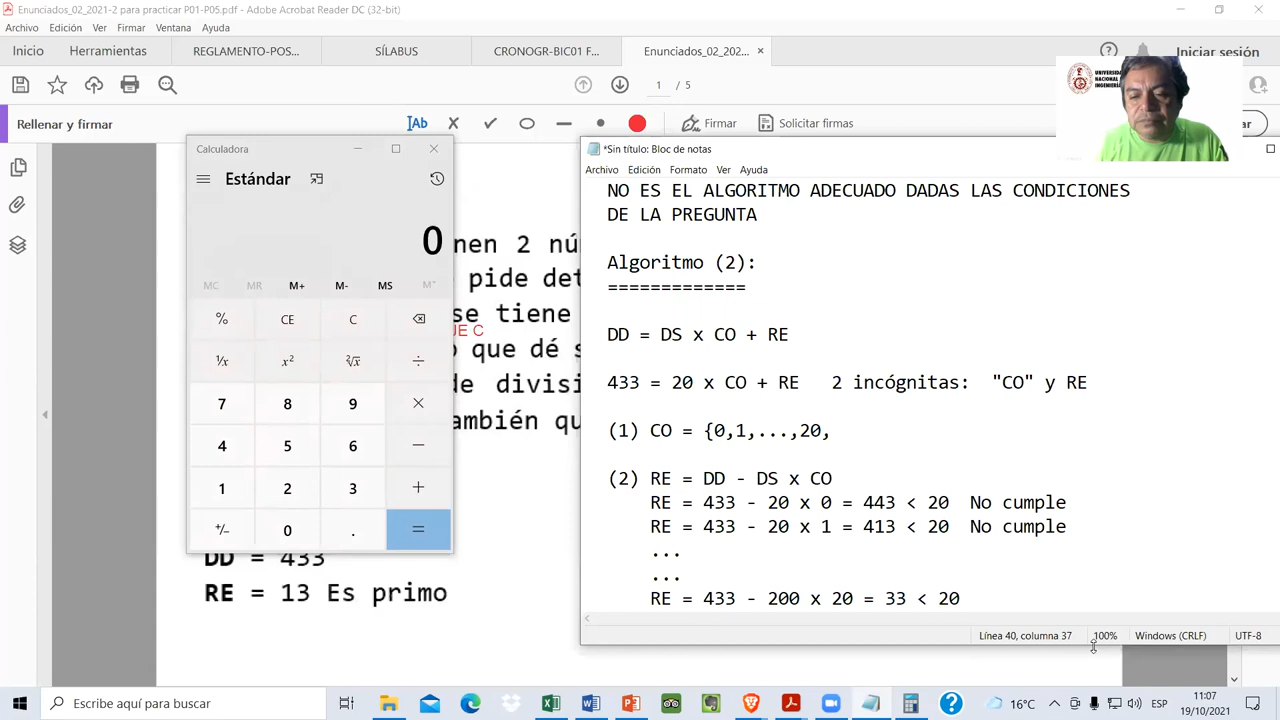 Enunciados_02_2021-2 para practicar P01-P05.pdf - Adobe Acrobat Reader DC (32-bit)
Archivo Edición Ver Firmar Ventana Ayuda
Inicio Herramientas REGLAMENTO-POS... SÍLABUS CRONOGR-BIC01 F... Enunciados_02_202... × Iniciar sesión
1 / 5
UNIVERSIDAD
NACIONAL
Rellenar y firmar Ab Firmar Solicitar firmas ar
Calculadora
Estándar
0
MC MR M+ M- MS M˅
% CE C
¹/x x² ²√x ÷
7 8 9 ×
4 5 6 −
1 2 3 +
+/− 0 . =
nen 2 nú
pide det
se tiene
UE C
que dé s
de divisi
ambién qu
DD = 433
RE = 13 Es primo
*Sin título: Bloc de notas
Archivo Edición Formato Ver Ayuda
NO ES EL ALGORITMO ADECUADO DADAS LAS CONDICIONES
DE LA PREGUNTA
Algoritmo (2):
=============
DD = DS x CO + RE
433 = 20 x CO + RE 2 incógnitas: "CO" y RE
(1) CO = {0,1,...,20,
(2) RE = DD - DS x CO
RE = 433 - 20 x 0 = 443 < 20 No cumple
RE = 433 - 20 x 1 = 413 < 20 No cumple
...
...
RE = 433 - 200 x 20 = 33 < 20
Línea 40, columna 37 100% Windows (CRLF) UTF-8
Escribe aquí para buscar 16°C ESP 11:07
19/10/2021